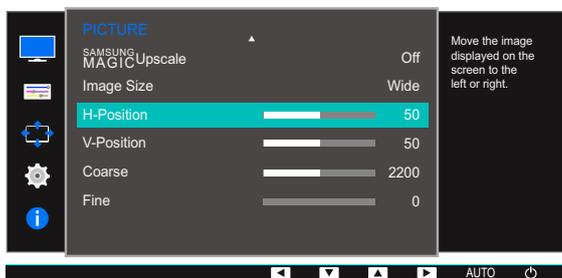 PICTURE
SAMSUNG
MAGIC Upscale Off
Image Size Wide
H-Position 50
V-Position 50
Coarse 2200
Fine 0
Move the image
displayed on the
screen to the
left or right.
AUTO